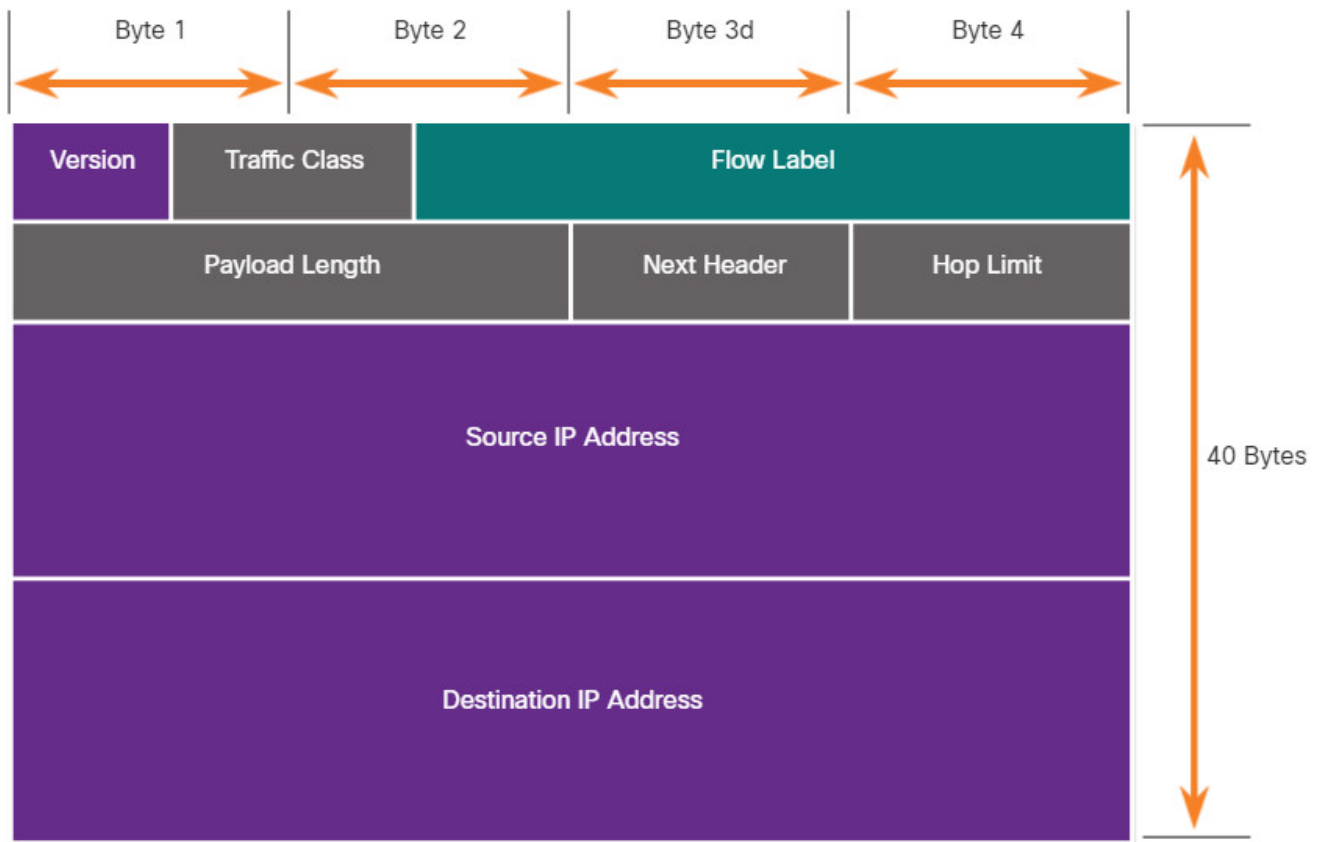 Byte 1 Byte 2 Byte 3d Byte 4
Version Traffic Class Flow Label
Payload Length Next Header Hop Limit
Source IP Address
40 Bytes
Destination IP Address